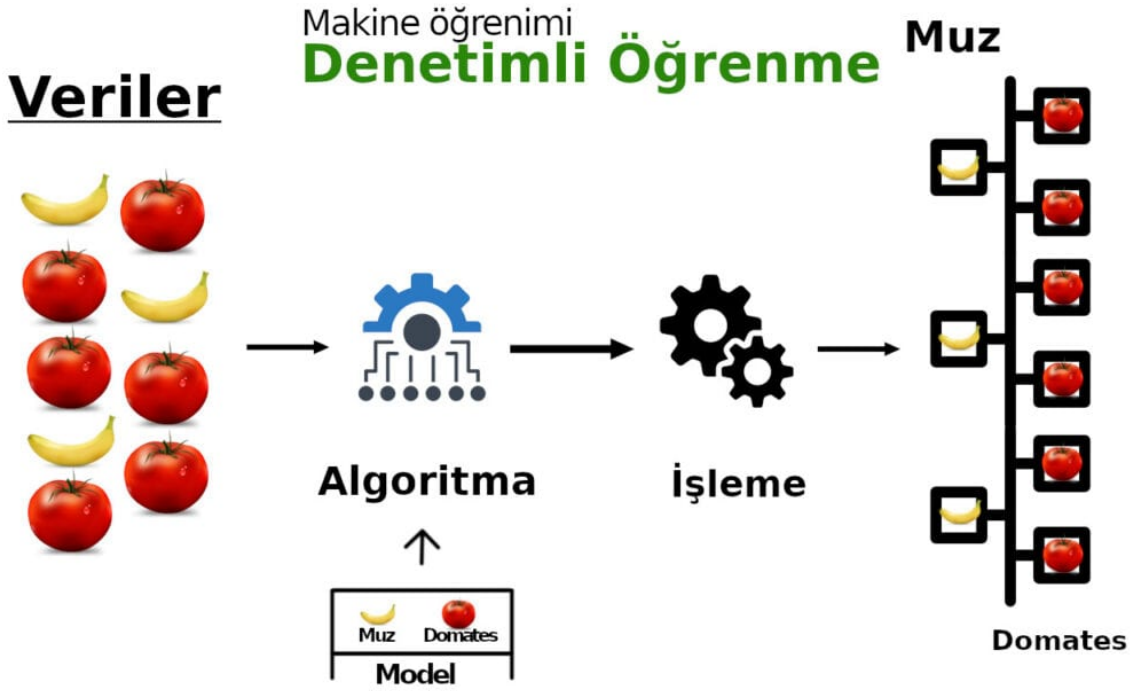 Makine öğrenimi
Denetimli Öğrenme
Veriler
Muz
Algoritma
İşleme
Muz Domates
Model
Domates